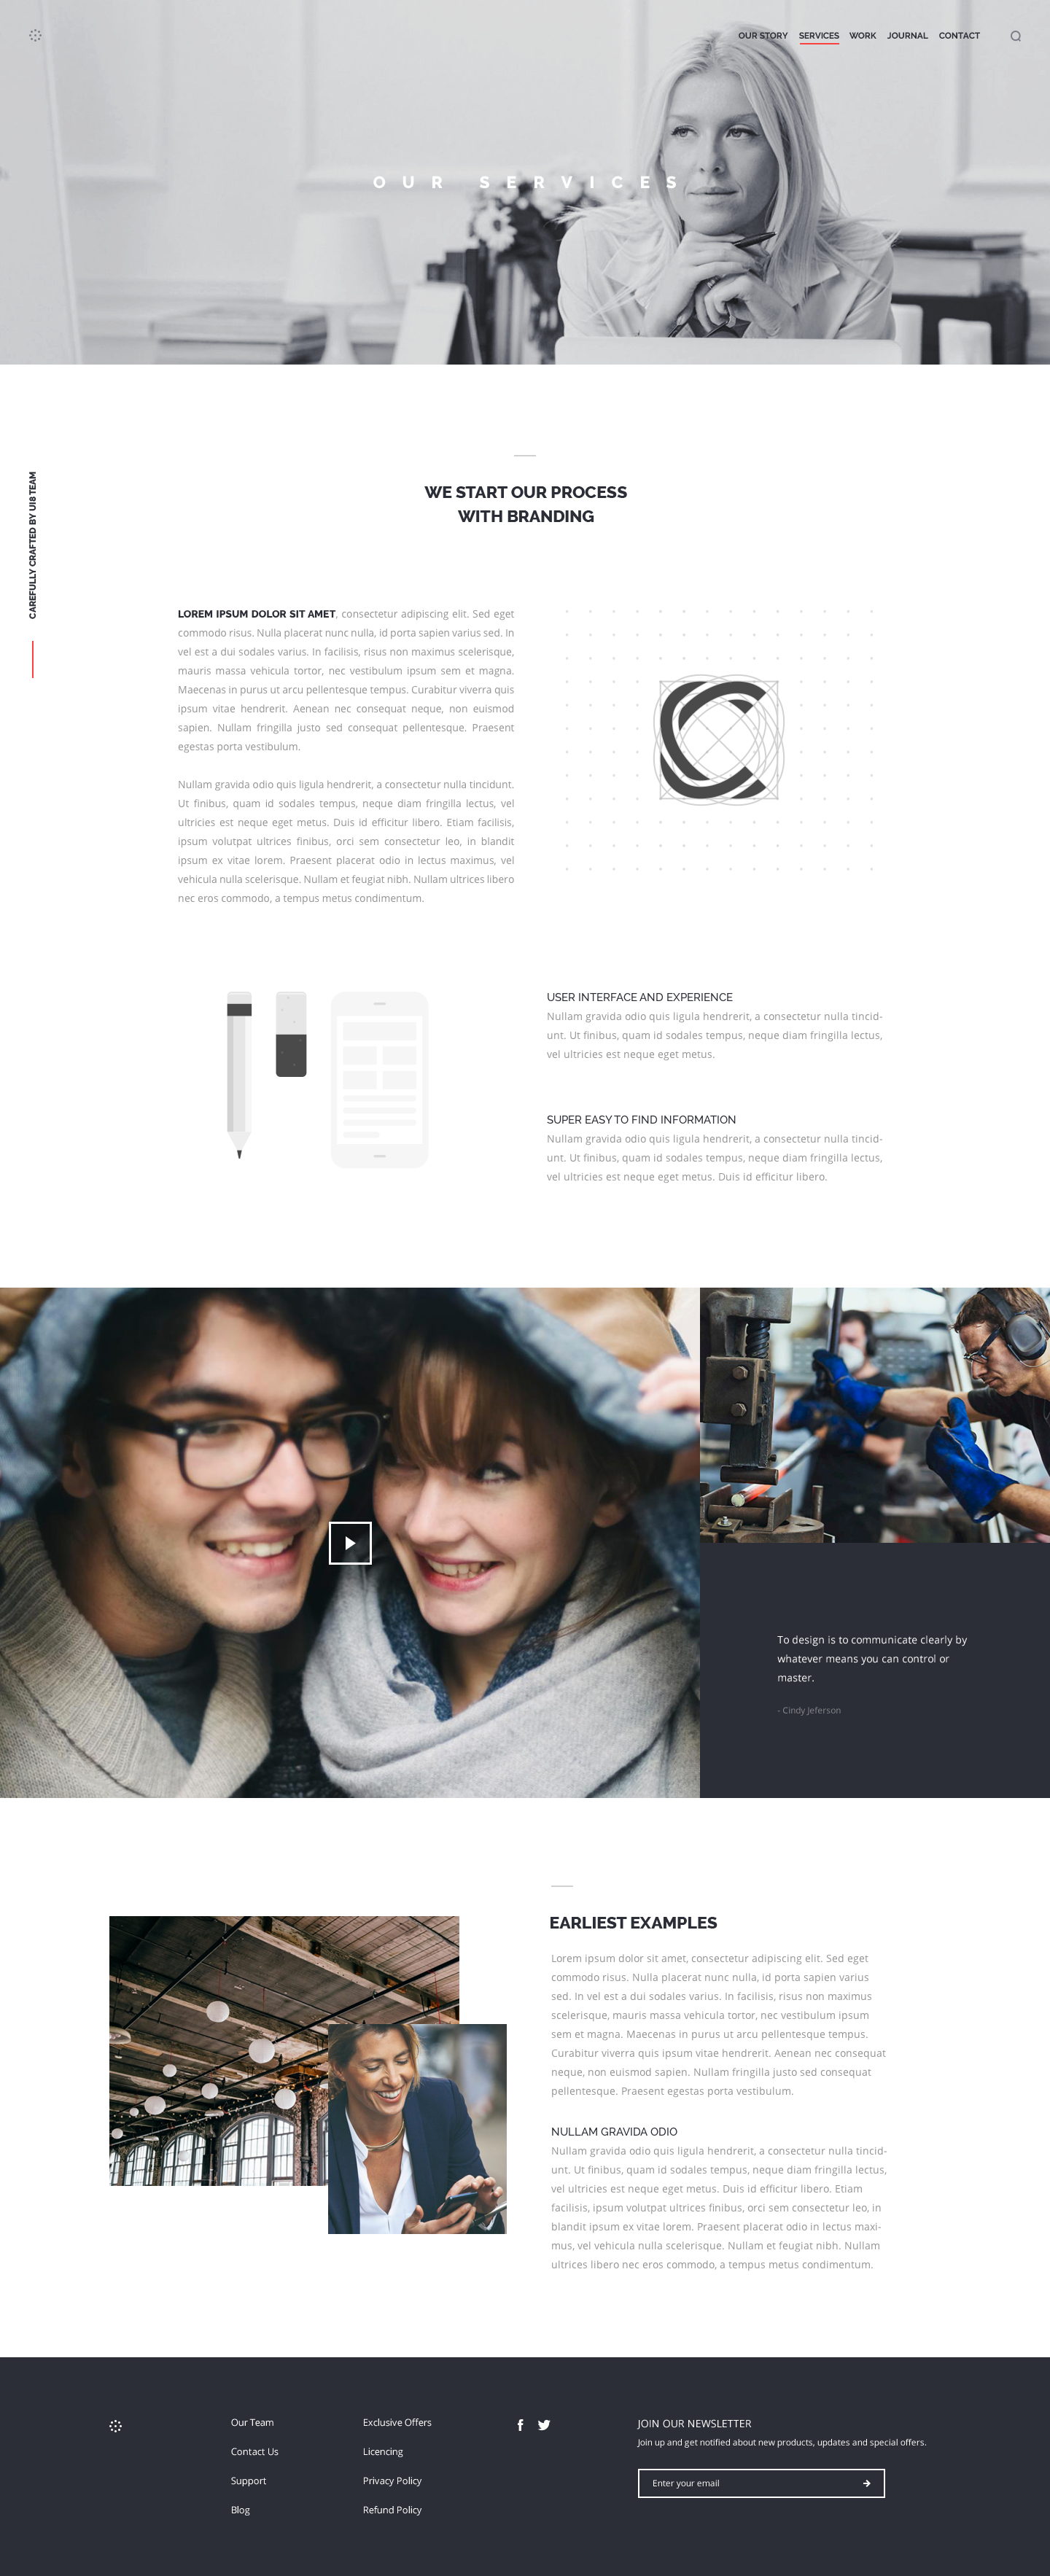 OUR STORY SERVICES WORK JOURNAL CONTACT
OUR SERVICES
CAREFULLY CRAFTED BY UI8 TEAM
WE START OUR PROCESS
WITH BRANDING
LOREM IPSUM DOLOR SIT AMET, consectetur adipiscing elit. Sed eget
commodo risus. Nulla placerat nunc nulla, id porta sapien varius sed. In
vel est a dui sodales varius. In facilisis, risus non maximus scelerisque,
mauris massa vehicula tortor, nec vestibulum ipsum sem et magna.
Maecenas in purus ut arcu pellentesque tempus. Curabitur viverra quis
ipsum vitae hendrerit. Aenean nec consequat neque, non euismod
sapien. Nullam fringilla justo sed consequat pellentesque. Praesent
egestas porta vestibulum.
Nullam gravida odio quis ligula hendrerit, a consectetur nulla tincidunt.
Ut finibus, quam id sodales tempus, neque diam fringilla lectus, vel
ultricies est neque eget metus. Duis id efficitur libero. Etiam facilisis,
ipsum volutpat ultrices finibus, orci sem consectetur leo, in blandit
ipsum ex vitae lorem. Praesent placerat odio in lectus maximus, vel
vehicula nulla scelerisque. Nullam et feugiat nibh. Nullam ultrices libero
nec eros commodo, a tempus metus condimentum.
USER INTERFACE AND EXPERIENCE
Nullam gravida odio quis ligula hendrerit, a consectetur nulla tincid-
unt. Ut finibus, quam id sodales tempus, neque diam fringilla lectus,
vel ultricies est neque eget metus.
SUPER EASY TO FIND INFORMATION
Nullam gravida odio quis ligula hendrerit, a consectetur nulla tincid-
unt. Ut finibus, quam id sodales tempus, neque diam fringilla lectus,
vel ultricies est neque eget metus. Duis id efficitur libero.
To design is to communicate clearly by
whatever means you can control or
master.
- Cindy Jeferson
EARLIEST EXAMPLES
Lorem ipsum dolor sit amet, consectetur adipiscing elit. Sed eget
commodo risus. Nulla placerat nunc nulla, id porta sapien varius
sed. In vel est a dui sodales varius. In facilisis, risus non maximus
scelerisque, mauris massa vehicula tortor, nec vestibulum ipsum
sem et magna. Maecenas in purus ut arcu pellentesque tempus.
Curabitur viverra quis ipsum vitae hendrerit. Aenean nec consequat
neque, non euismod sapien. Nullam fringilla justo sed consequat
pellentesque. Praesent egestas porta vestibulum.
NULLAM GRAVIDA ODIO
Nullam gravida odio quis ligula hendrerit, a consectetur nulla tincid-
unt. Ut finibus, quam id sodales tempus, neque diam fringilla lectus,
vel ultricies est neque eget metus. Duis id efficitur libero. Etiam
facilisis, ipsum volutpat ultrices finibus, orci sem consectetur leo, in
blandit ipsum ex vitae lorem. Praesent placerat odio in lectus maxi-
mus, vel vehicula nulla scelerisque. Nullam et feugiat nibh. Nullam
ultrices libero nec eros commodo, a tempus metus condimentum.
Our Team
Contact Us
Support
Blog
Exclusive Offers
Licencing
Privacy Policy
Refund Policy
JOIN OUR NEWSLETTER
Join up and get notified about new products, updates and special offers.
Enter your email